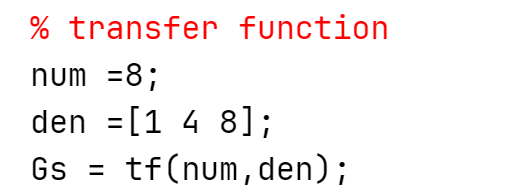 % transfer function
num =8;
den =[1 4 8];
Gs = tf(num,den);